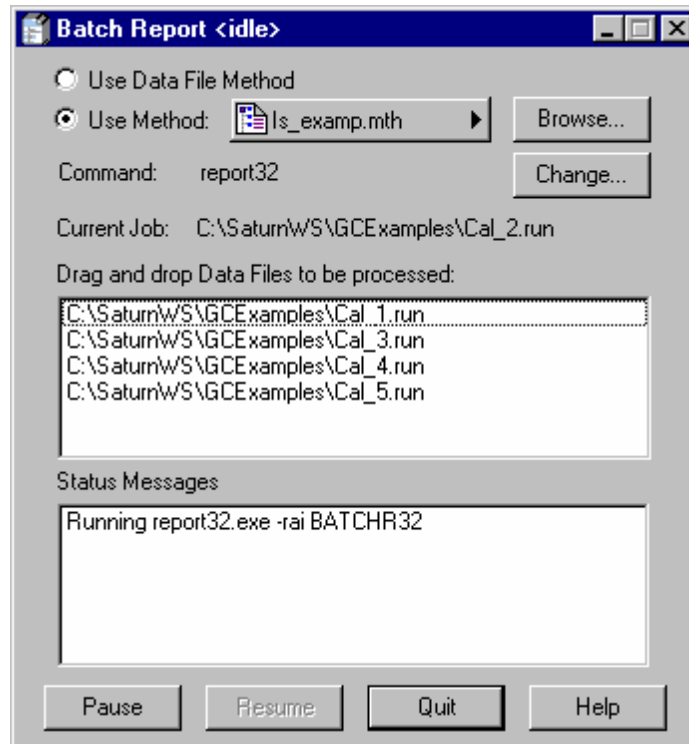 Batch Report <idle>
Use Data File Method
Use Method: ls_examp.mth Browse...
Command: report32 Change...
Current Job: C:\SaturnWS\GCExamples\Cal_2.run
Drag and drop Data Files to be processed:
C:\SaturnWS\GCExamples\Cal_1.run
C:\SaturnWS\GCExamples\Cal_3.run
C:\SaturnWS\GCExamples\Cal_4.run
C:\SaturnWS\GCExamples\Cal_5.run
Status Messages
Running report32.exe -rai BATCHR32
Pause Resume Quit Help